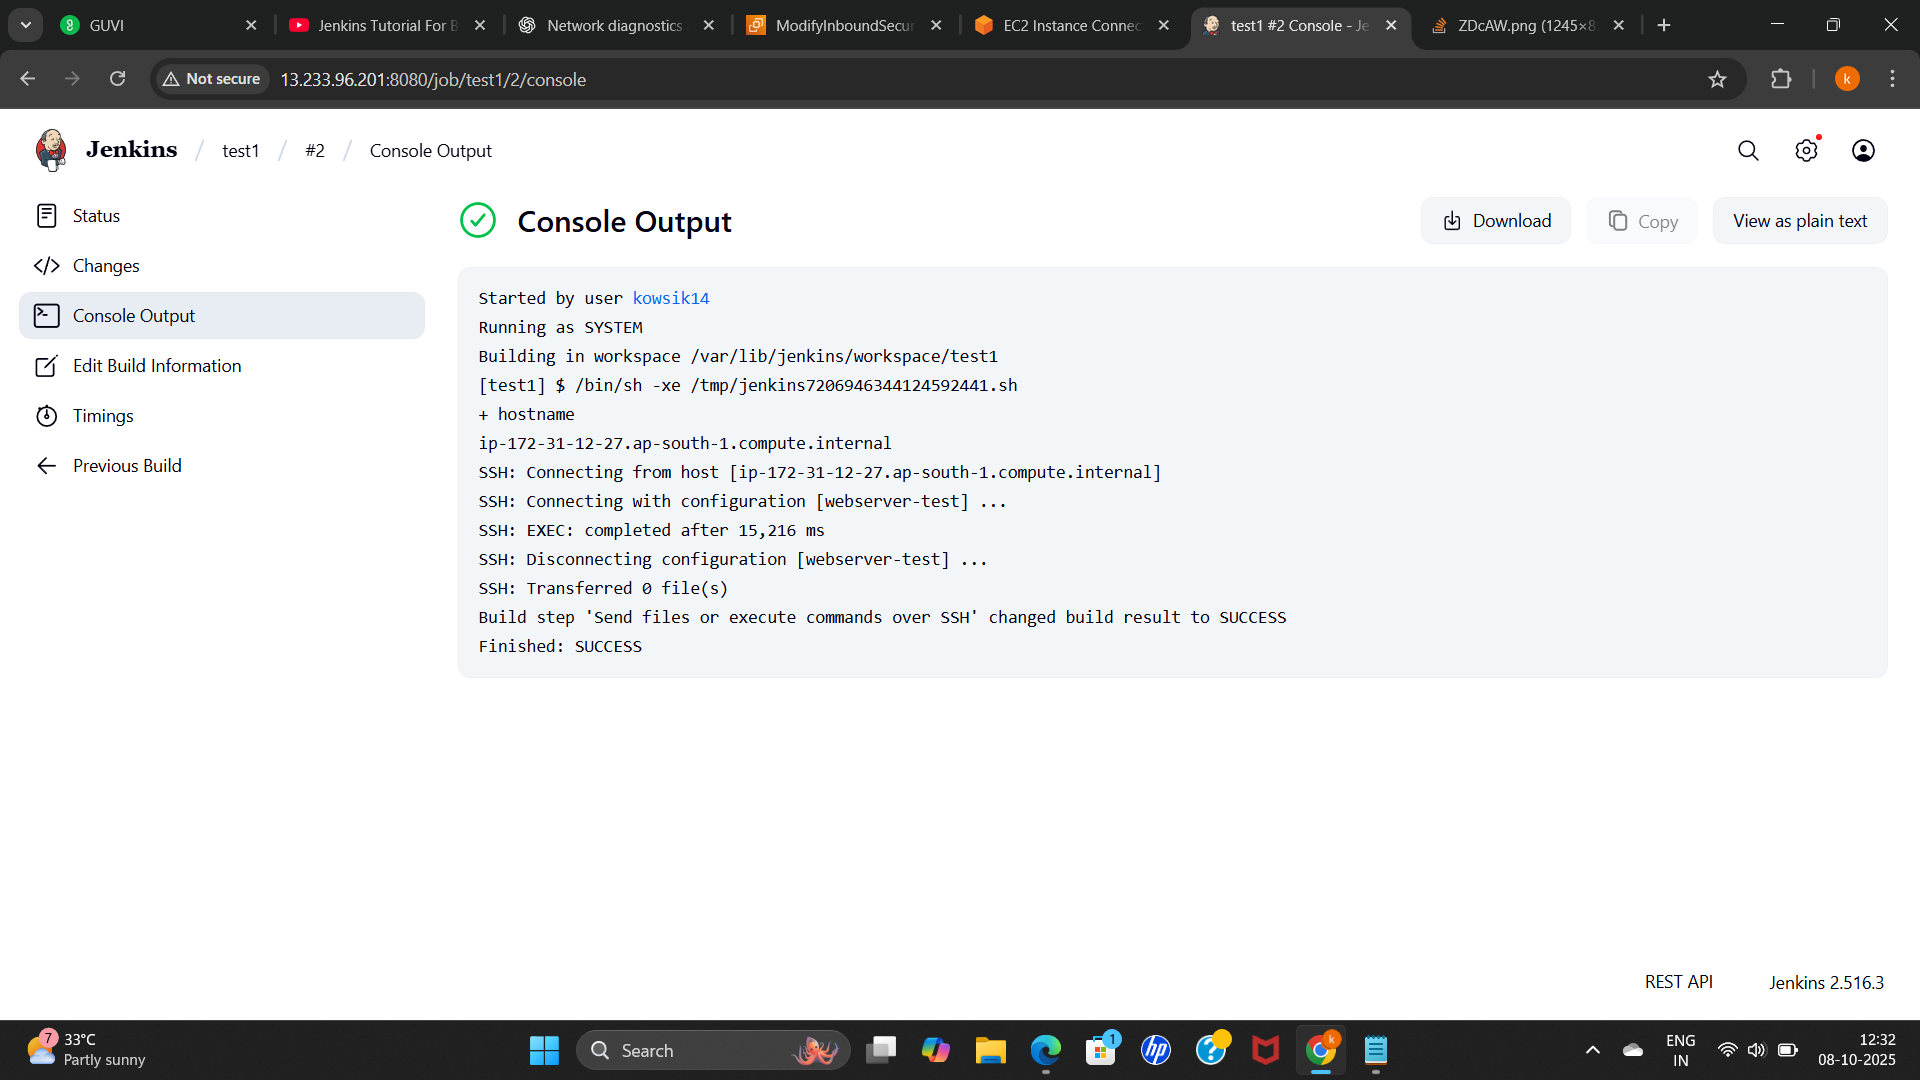 GUVI
Jenkins Tutorial For B
Network diagnostics
ModifyInboundSecur
EC2 Instance Connec
test1 #2 Console - Je
ZDcAW.png (1245×8
Not secure
13.233.96.201:8080/job/test1/2/console
k
Jenkins / test1 / #2 / Console Output
Status
Changes
Console Output
Edit Build Information
Timings
Previous Build
Console Output
Download
Copy
View as plain text
Started by user kowsik14
Running as SYSTEM
Building in workspace /var/lib/jenkins/workspace/test1
[test1] $ /bin/sh -xe /tmp/jenkins7206946344124592441.sh
+ hostname
ip-172-31-12-27.ap-south-1.compute.internal
SSH: Connecting from host [ip-172-31-12-27.ap-south-1.compute.internal]
SSH: Connecting with configuration [webserver-test] ...
SSH: EXEC: completed after 15,216 ms
SSH: Disconnecting configuration [webserver-test] ...
SSH: Transferred 0 file(s)
Build step 'Send files or execute commands over SSH' changed build result to SUCCESS
Finished: SUCCESS
REST API
Jenkins 2.516.3
7
33°C
Partly sunny
Search
1
hp
?
k
ENG
IN
12:32
08-10-2025